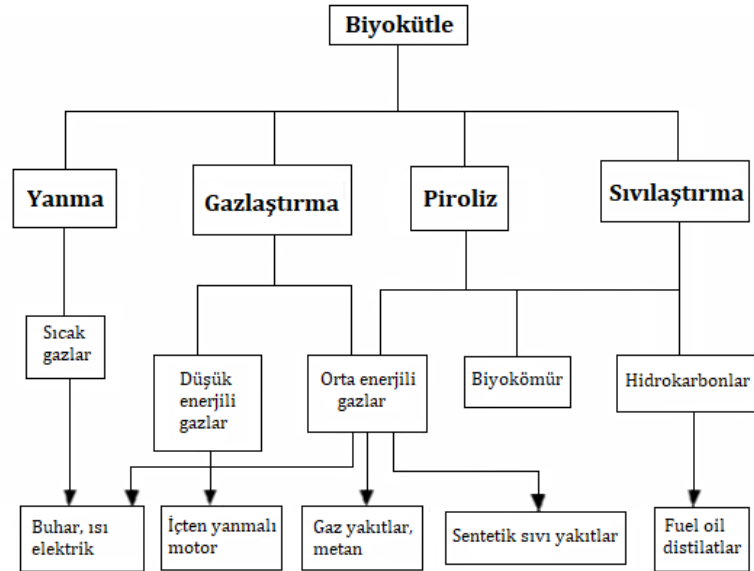 Biyokütle
Yanma
Gazlaştırma
Piroliz
Sıvılaştırma
Sıcak
gazlar
Düşük
enerjili
gazlar
Orta enerjili
gazlar
Biyokömür
Hidrokarbonlar
Buhar, ısı
elektrik
İçten yanmalı
motor
Gaz yakıtlar,
metan
Sentetik sıvı yakıtlar
Fuel oil
distilatlar